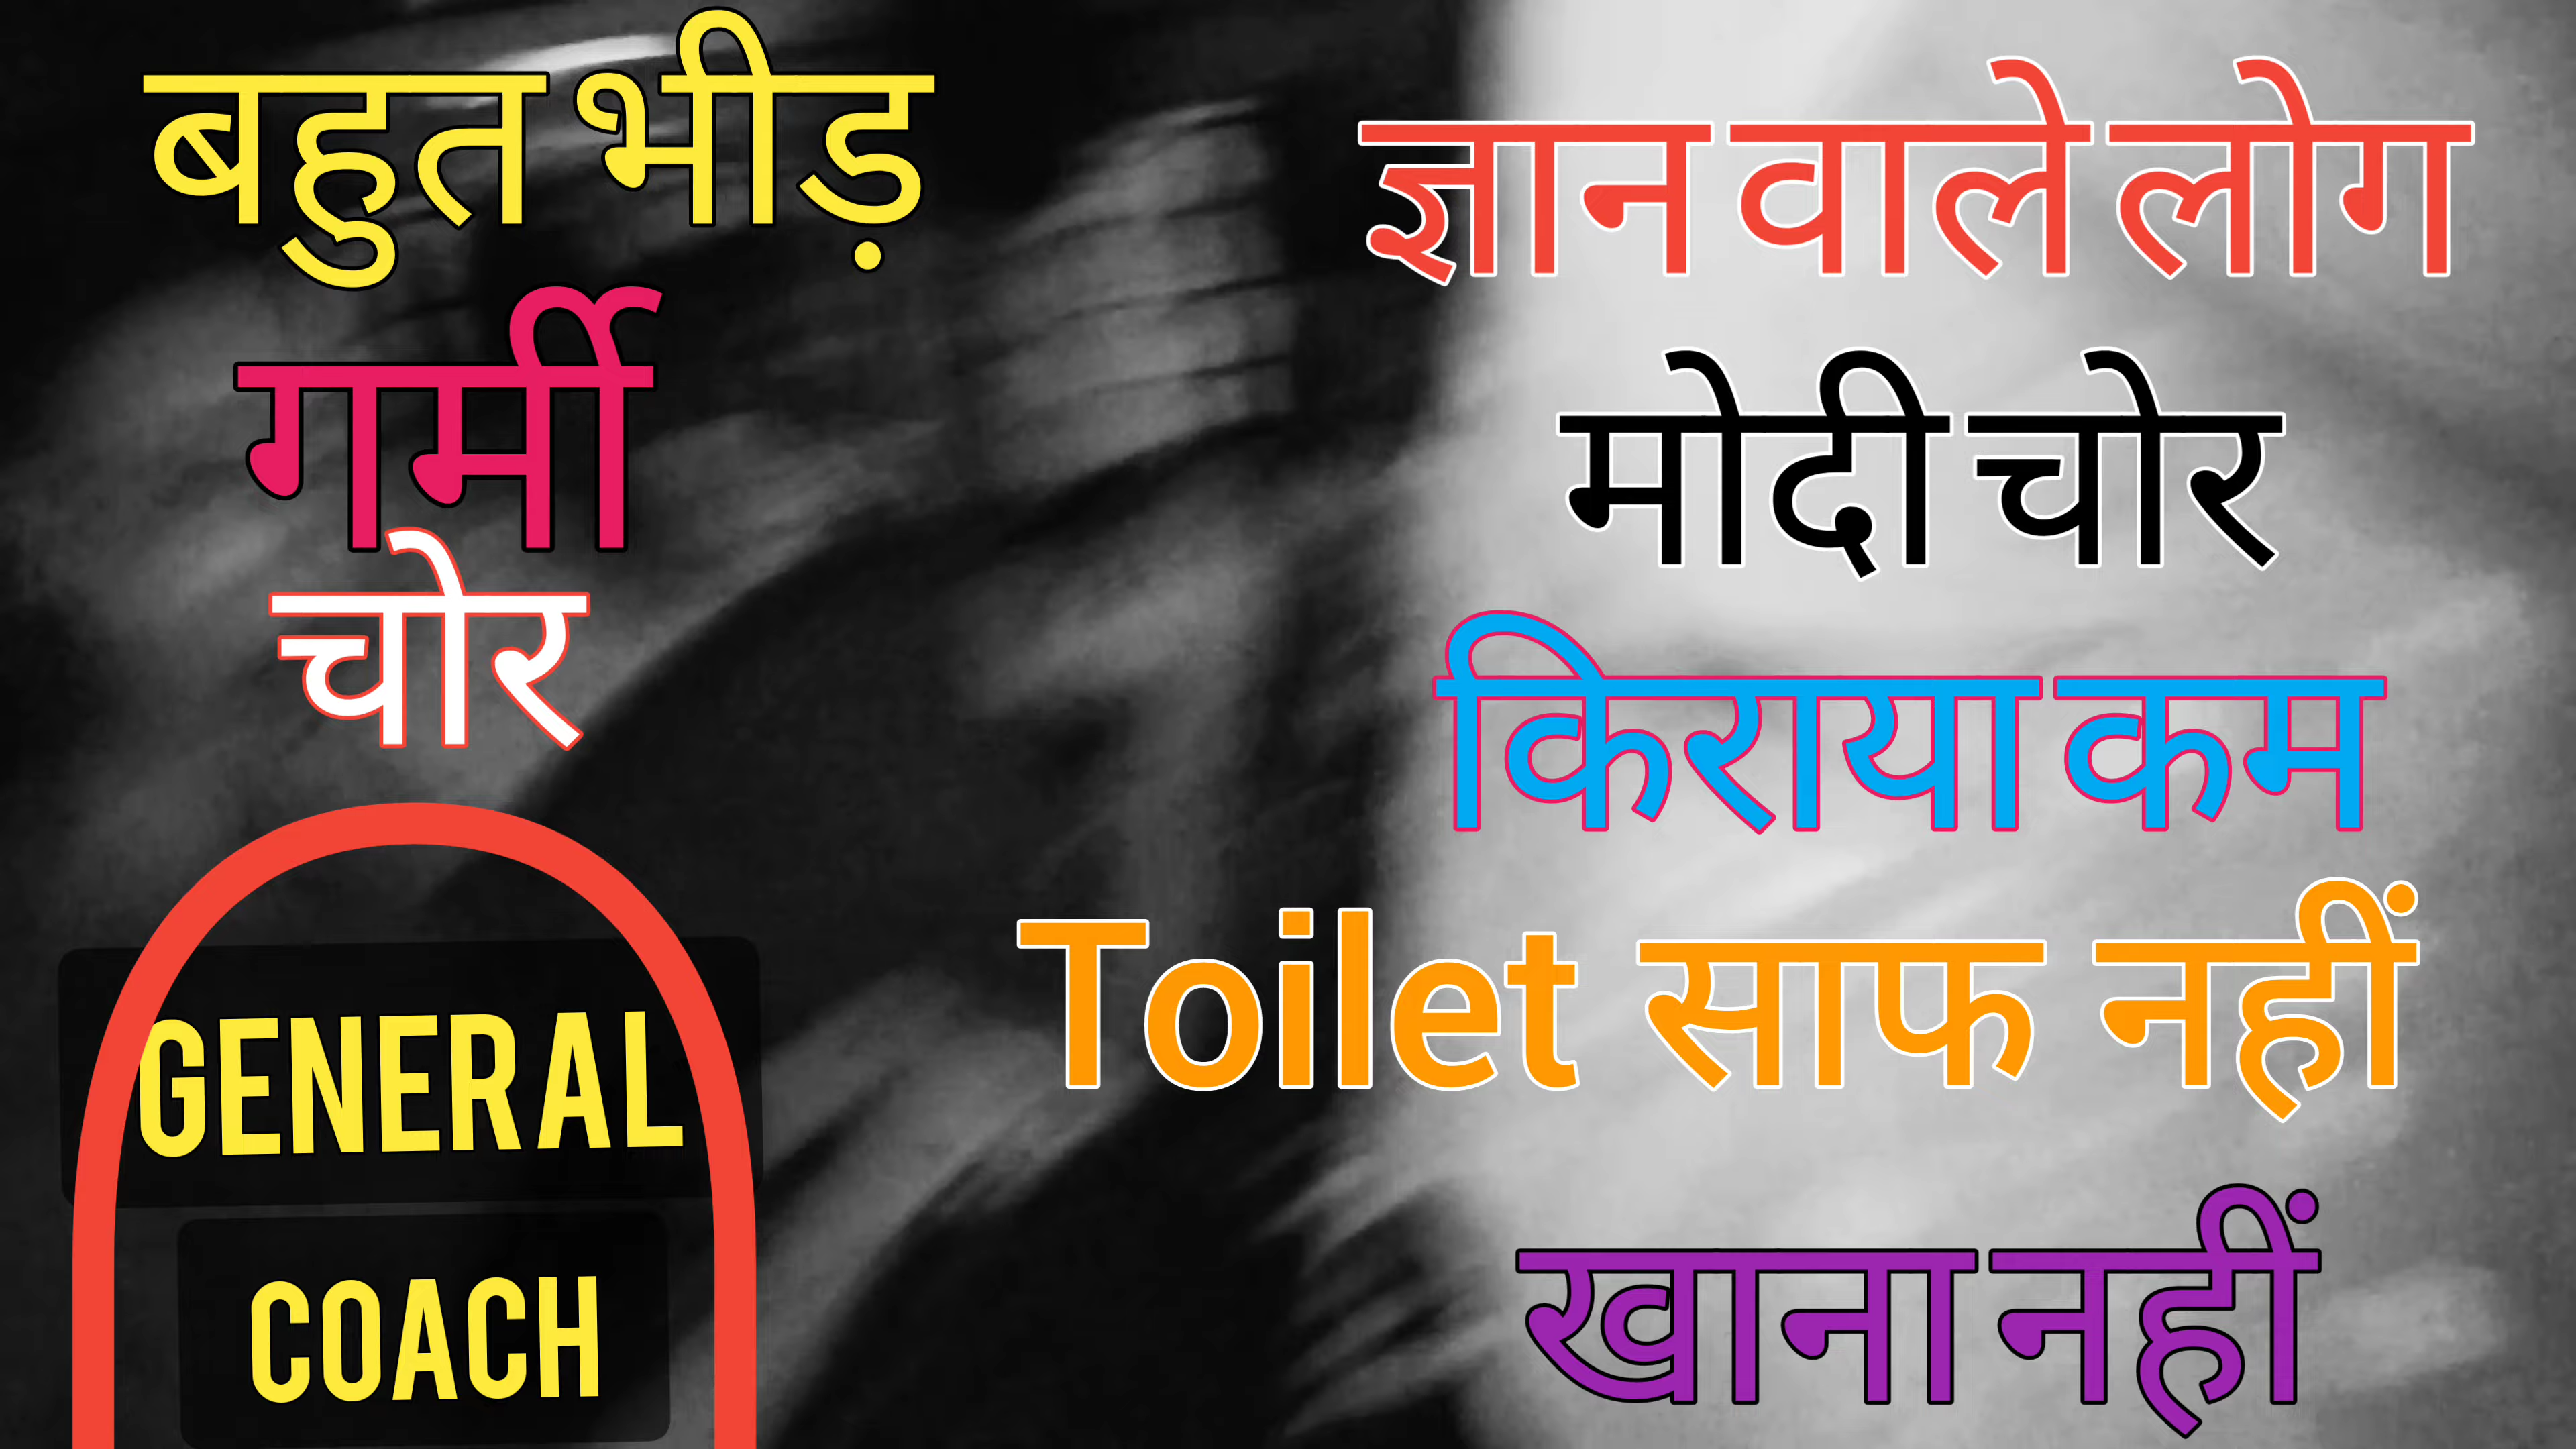 बहुत भीड़
गर्मी
चोर
GENERAL
COACH
ज्ञान वाले लोग
मोदी चोर
किराया कम
Toilet साफ नहीं
खाना नहीं